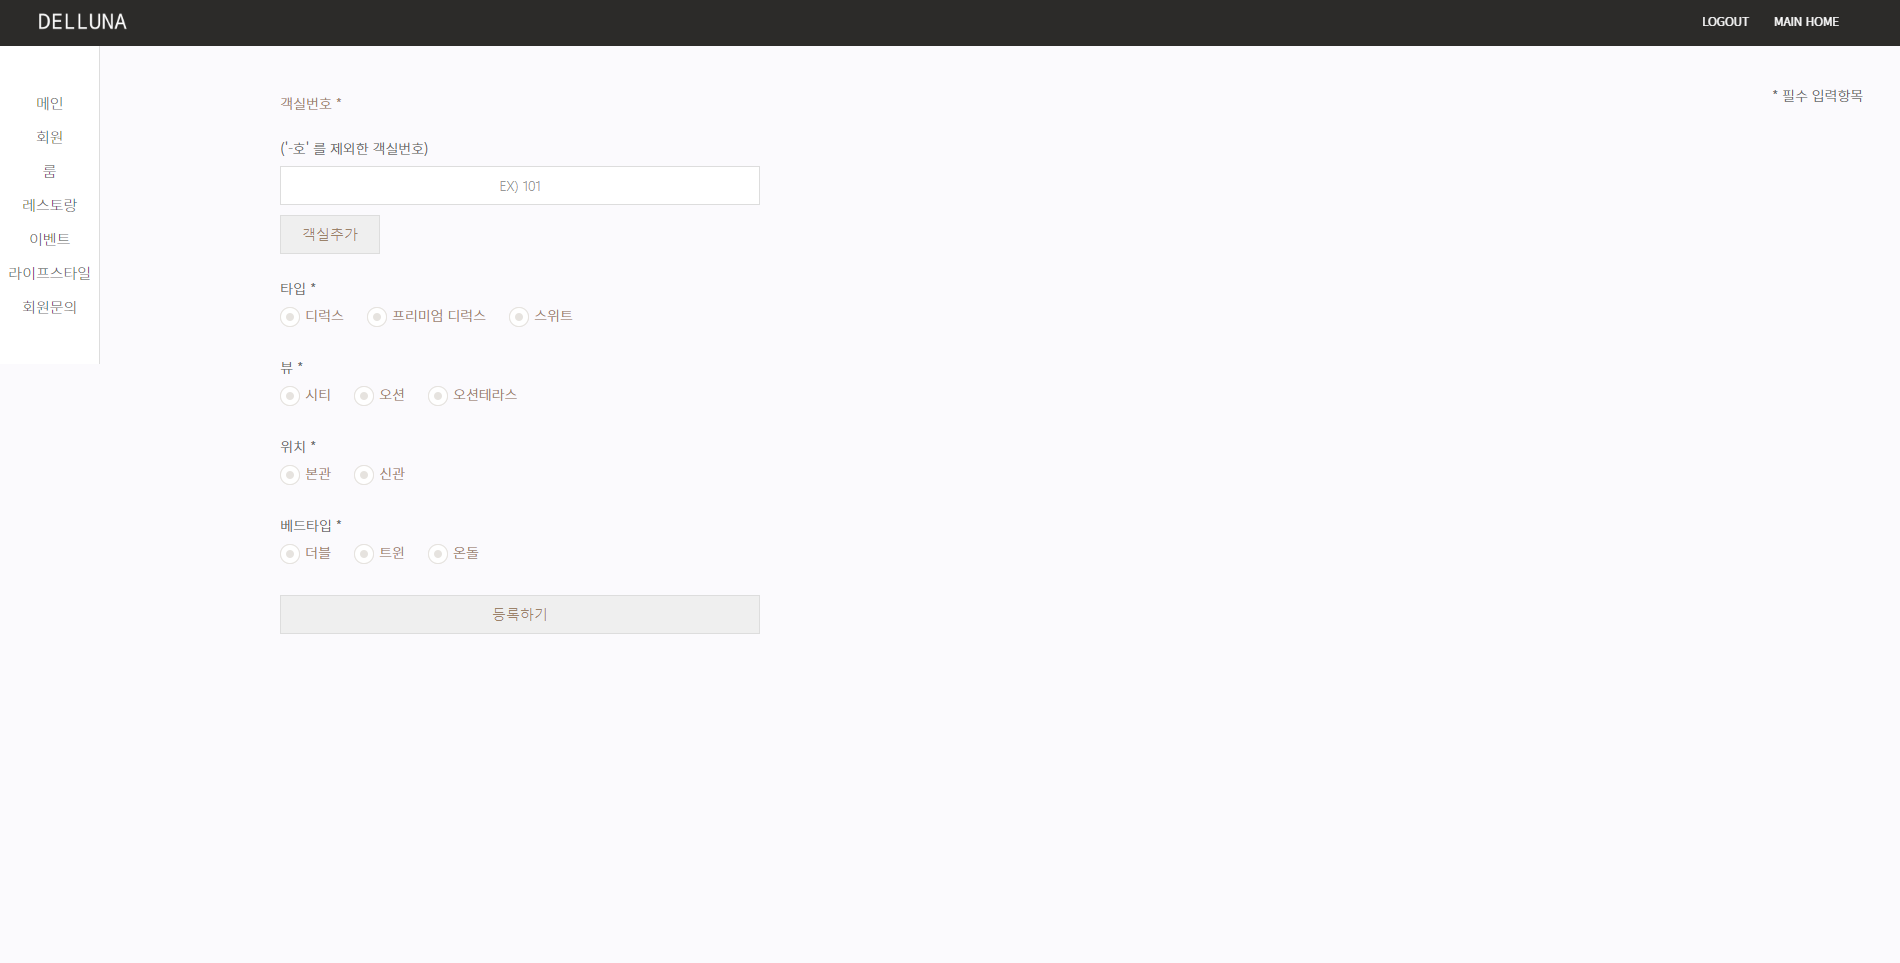 DELLUNA
LOGOUT MAIN HOME
메인
회원
룸
레스토랑
이벤트
라이프스타일
회원문의
* 필수 입력항목
객실번호 *
('-호' 를 제외한 객실번호)
EX) 101
객실추가
타입 *
디럭스 프리미엄 디럭스 스위트
뷰 *
시티 오션 오션테라스
위치 *
본관 신관
베드타입 *
더블 트윈 온돌
등록하기